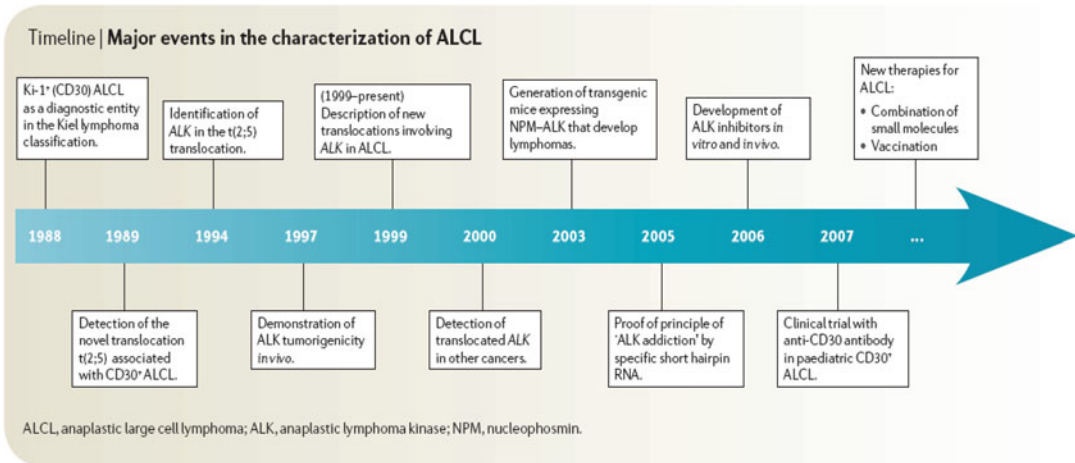 Timeline | Major events in the characterization of ALCL
Ki-1⁺ (CD30) ALCL
as a diagnostic entity
in the Kiel lymphoma
classification.
Identification of
ALK in the t(2;5)
translocation.
(1999–present)
Description of new
translocations involving
ALK in ALCL.
Generation of transgenic
mice expressing
NPM–ALK that develop
lymphomas.
Development of
ALK inhibitors in
vitro and in vivo.
New therapies for
ALCL:
• Combination of
small molecules
• Vaccination
1988 1989 1994 1997 1999 2000 2003 2005 2006 2007 ...
Detection of the
novel translocation
t(2;5) associated
with CD30⁺ ALCL.
Demonstration of
ALK tumorigenicity
in vivo.
Detection of
translocated ALK
in other cancers.
Proof of principle of
‘ALK addiction’ by
specific short hairpin
RNA.
Clinical trial with
anti-CD30 antibody
in paediatric CD30⁺
ALCL.
ALCL, anaplastic large cell lymphoma; ALK, anaplastic lymphoma kinase; NPM, nucleophosmin.